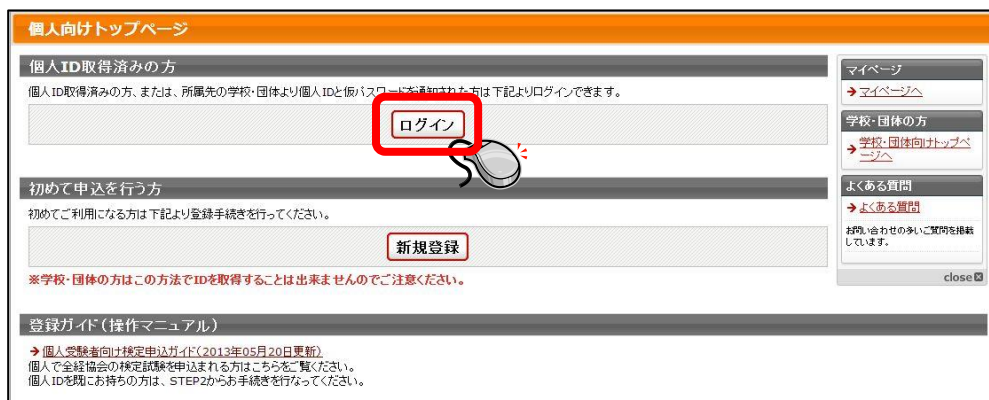 個人向けトップページ
個人ID取得済みの方
個人ID取得済みの方、または、所属先の学校・団体より個人IDと仮パスワードを通知された方は下記よりログインできます。
ログイン
初めて申込を行う方
初めてご利用になる方は下記より登録手続きを行ってください。
新規登録
※学校・団体の方はこの方法でIDを取得することは出来ませんのでご注意ください。
登録ガイド（操作マニュアル）
個人受験者向け検定申込ガイド(2013年05月20日更新)
個人で全経協会の検定試験を申込まれる方はこちらをご覧ください。
個人IDを既にお持ちの方は、STEP2からお手続きを行なってください。
マイページ
マイページへ
学校・団体の方
学校・団体向けトップペ
ージへ
よくある質問
よくある質問
お問い合わせの多いご質問を掲載
しています。
close